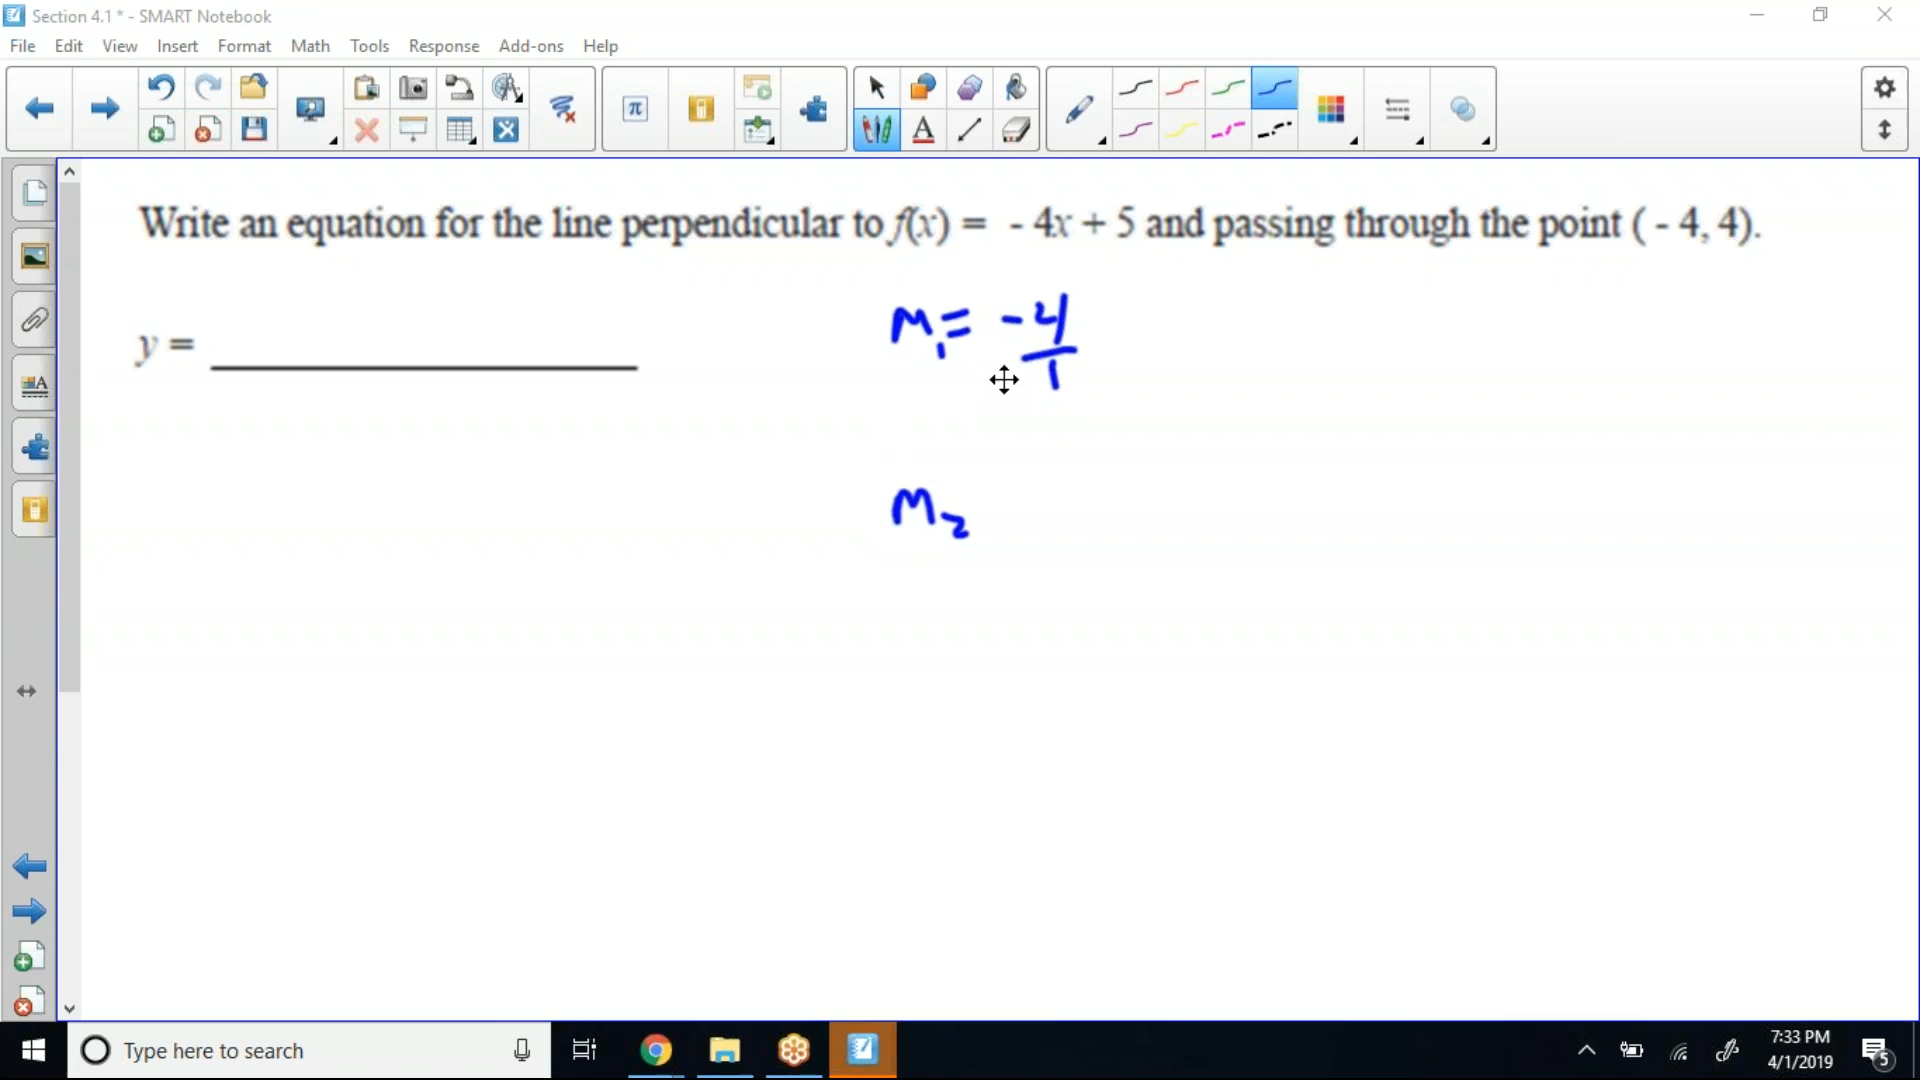 Section 4.1 * - SMART Notebook
File Edit View Insert Format Math Tools Response Add-ons Help
π
A
Write an equation for the line perpendicular to f(x) = - 4x + 5 and passing through the point ( - 4, 4).
y = ____________________
M₁ = -4/1
M₂
Type here to search
7:33 PM
4/1/2019
5